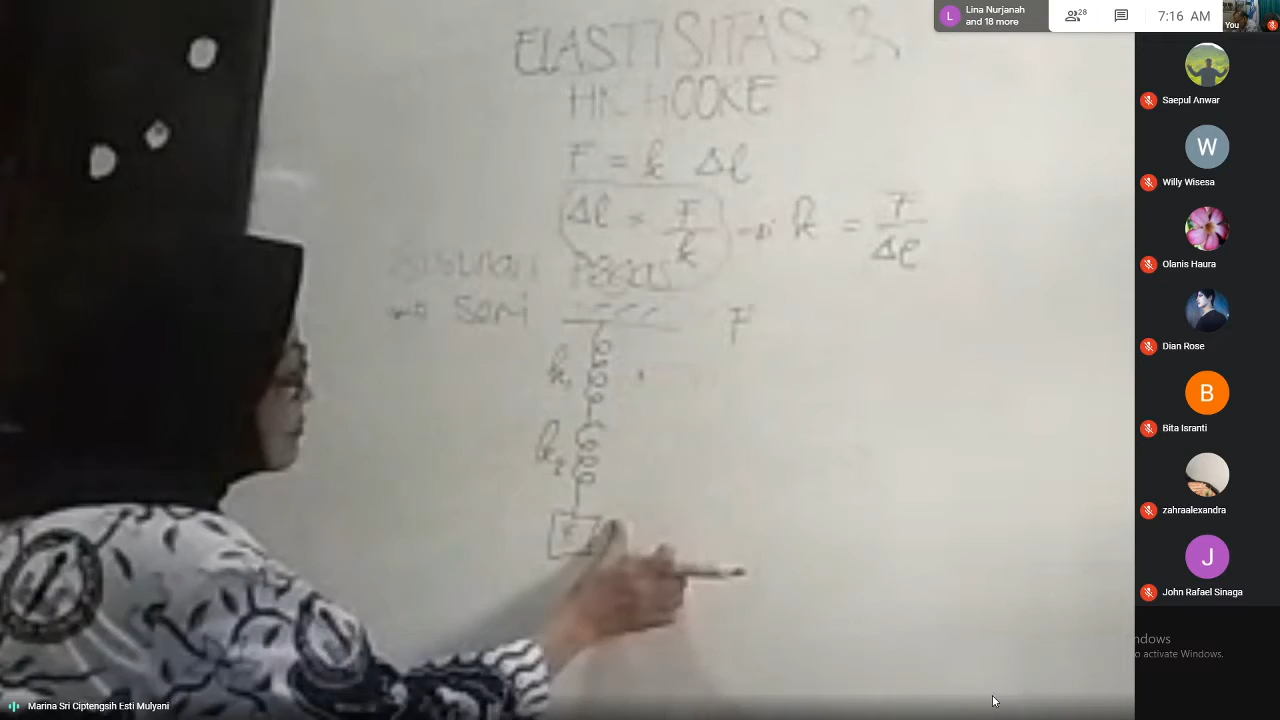 Lina Nurjanah
and 18 more
28
7:16 AM
You
Saepul Anwar
W
Willy Wisesa
Olanis Haura
Dian Rose
B
Bita Isranti
zahraalexandra
J
John Rafael Sinaga
L
ELASTISITAS &
HK HOOKE
F = k Δl
Δl = F/k → k = F/Δl
Susunan Pegas
→ Seri F
k₁
k₂
ndows
o activate Windows.
Marina Sri Ciptengsih Esti Mulyani